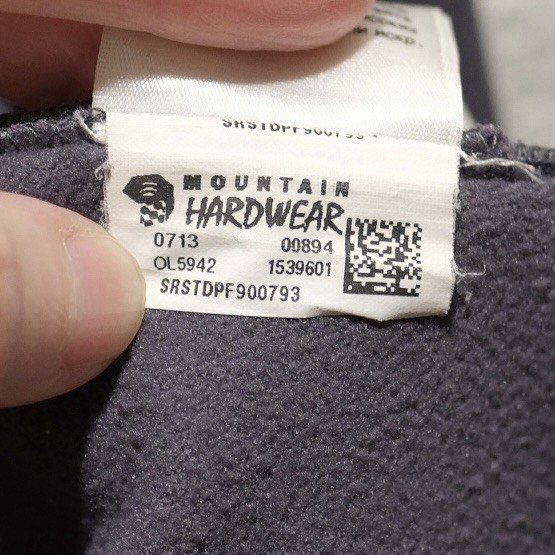 SRSTDPF900793
MOUNTAIN
HARDWEAR
0713 00894
OL5942 1539601
SRSTDPF900793